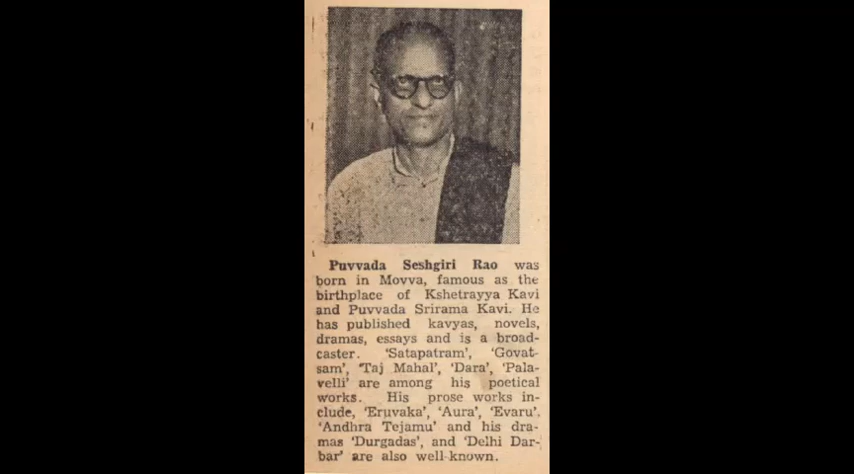 Puvvada Seshgiri Rao was
born in Movva, famous as the
birthplace of Kshetrayya Kavi
and Puvvada Srirama Kavi. He
has published kavyas, novels,
dramas, essays and is a broad-
caster. 'Satapatram', 'Govat-
sam', 'Taj Mahal', 'Dara', 'Pala-
velli' are among his poetical
works. His prose works in-
clude, 'Eruvaka', 'Aura', 'Evaru'.
'Andhra Tejamu' and his dra-
mas 'Durgadas', and 'Delhi Dar-
bar' are also well-known.